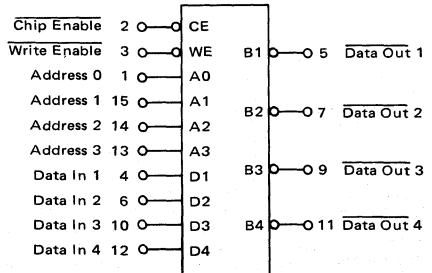 Chip Enable 2 CE
Write Enable 3 WE B1 5 Data Out 1
Address 0 1 A0
Address 1 15 A1
Address 2 14 A2 B2 7 Data Out 2
Address 3 13 A3
Data In 1 4 D1 B3 9 Data Out 3
Data In 2 6 D2
Data In 3 10 D3 B4 11 Data Out 4
Data In 4 12 D4